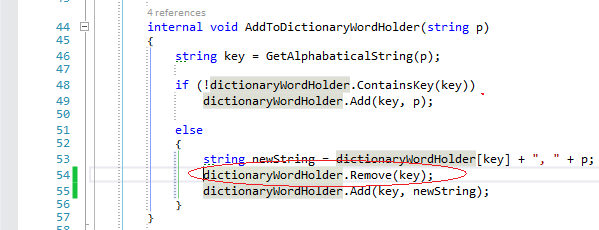 4 references
44 internal void AddToDictionaryWordHolder(string p)
45 {
46 string key = GetAlphabaticalString(p);
47
48 if (!dictionaryWordHolder.ContainsKey(key))
49 dictionaryWordHolder.Add(key, p);
50
51 else
52 {
53 string newString = dictionaryWordHolder[key] + ", " + p;
54 dictionaryWordHolder.Remove(key);
55 dictionaryWordHolder.Add(key, newString);
56 }
57 }
58